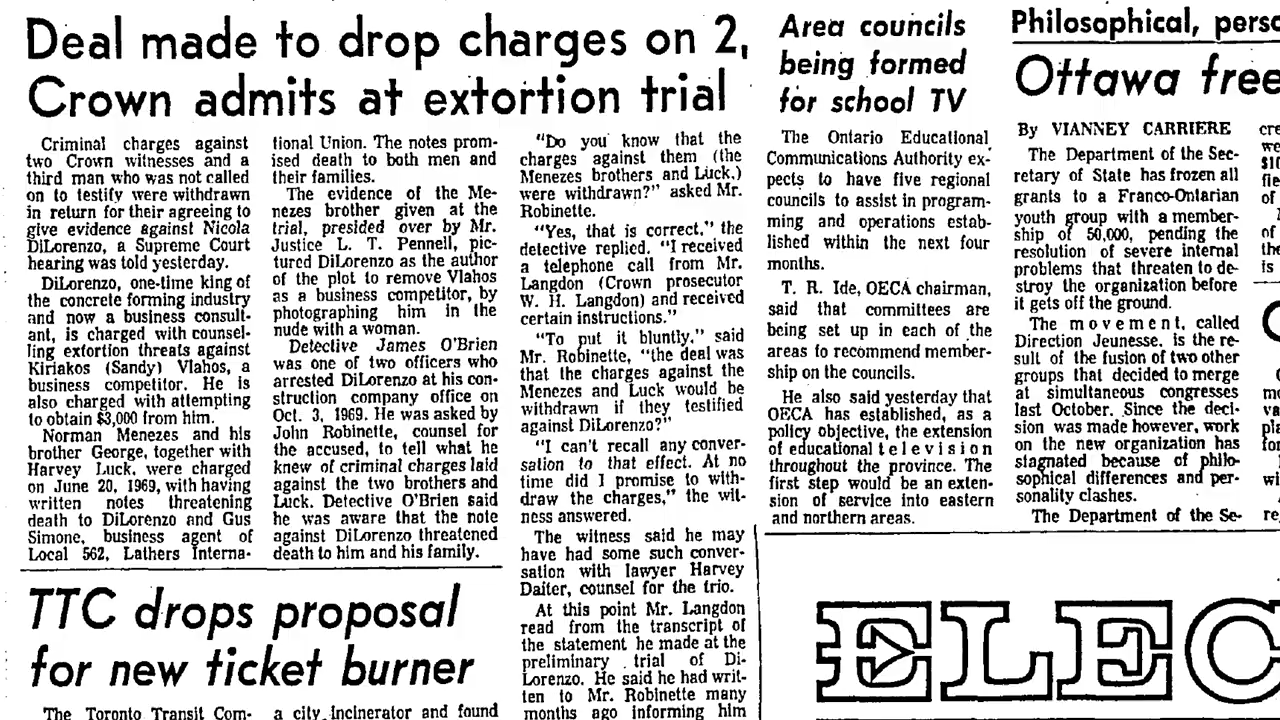 Deal made to drop charges on 2,
Crown admits at extortion trial
Criminal charges against
two Crown witnesses and a
third man who was not called
on to testify were withdrawn
in return for their agreeing to
give evidence against Nicola
DiLorenzo, a Supreme Court
hearing was told yesterday.
DiLorenzo, one-time king of
the concrete forming industry
and now a business consult-
ant, is charged with counsel-
ling extortion threats against
Kiriakos (Sandy) Vlahos, a
business competitor. He is
also charged with attempting
to obtain $3,000 from him.
Norman Menezes and his
brother George, together with
Harvey Luck, were charged
on June 20, 1969, with having
written notes threatening
death to DiLorenzo and Gus
Simone, business agent of
Local 562, Lathers Interna-
tional Union. The notes prom-
ised death to both men and
their families.
The evidence of the Me-
nezes brother given at the
trial, presided over by Mr.
Justice L. T. Pennell, pic-
tured DiLorenzo as the author
of the plot to remove Vlahos
as a business competitor, by
photographing him in the
nude with a woman.
Detective James O'Brien
was one of two officers who
arrested DiLorenzo at his con-
struction company office on
Oct. 3, 1969. He was asked by
John Robinette, counsel for
the accused, to tell what he
knew of criminal charges laid
against the two brothers and
Luck. Detective O'Brien said
he was aware that the note
against DiLorenzo threatened
death to him and his family.
"Do you know that the
charges against them (the
Menezes brothers and Luck.)
were withdrawn?" asked Mr.
Robinette.
"Yes, that is correct," the
detective replied. "I received
a telephone call from Mr.
Langdon (Crown prosecutor
W. H. Langdon) and received
certain instructions."
"To put it bluntly," said
Mr. Robinette, "the deal was
that the charges against the
Menezes and Luck would be
withdrawn if they testified
against DiLorenzo?"
"I can't recall any conver-
sation to that effect. At no
time did I promise to with-
draw the charges," the wit-
ness answered.
The witness said he may
have had some such conver-
sation with lawyer Harvey
Daiter, counsel for the trio.
At this point Mr. Langdon
read from the transcript of
the statement he made at the
preliminary trial of Di-
Lorenzo. He said he had writ-
ten to Mr. Robinette many
months ago informing him
TTC drops proposal
for new ticket burner
The Toronto Transit Com-
a city incinerator and found
Area councils
being formed
for school TV
The Ontario Educational
Communications Authority ex-
pects to have five regional
councils to assist in program-
ming and operations estab-
lished within the next four
months.
T. R. Ide, OECA chairman,
said that committees are
being set up in each of the
areas to recommend member-
ship on the councils.
He also said yesterday that
OECA has established, as a
policy objective, the extension
of educational television
throughout the province. The
first step would be an exten-
sion of service into eastern
and northern areas.
Philosophical, perso
Ottawa free
By VIANNEY CARRIERE
The Department of the Sec-
retary of State has frozen all
grants to a Franco-Ontarian
youth group with a member-
ship of 50,000, pending the
resolution of severe internal
problems that threaten to de-
stroy the organization before
it gets off the ground.
The movement, called
Direction Jeunesse, is the re-
sult of the fusion of two other
groups that decided to merge
at simultaneous congresses
last October. Since the deci-
sion was made however, work
on the new organization has
stagnated because of philo-
sophical differences and per-
sonality clashes.
The Department of the Se-
ELEC